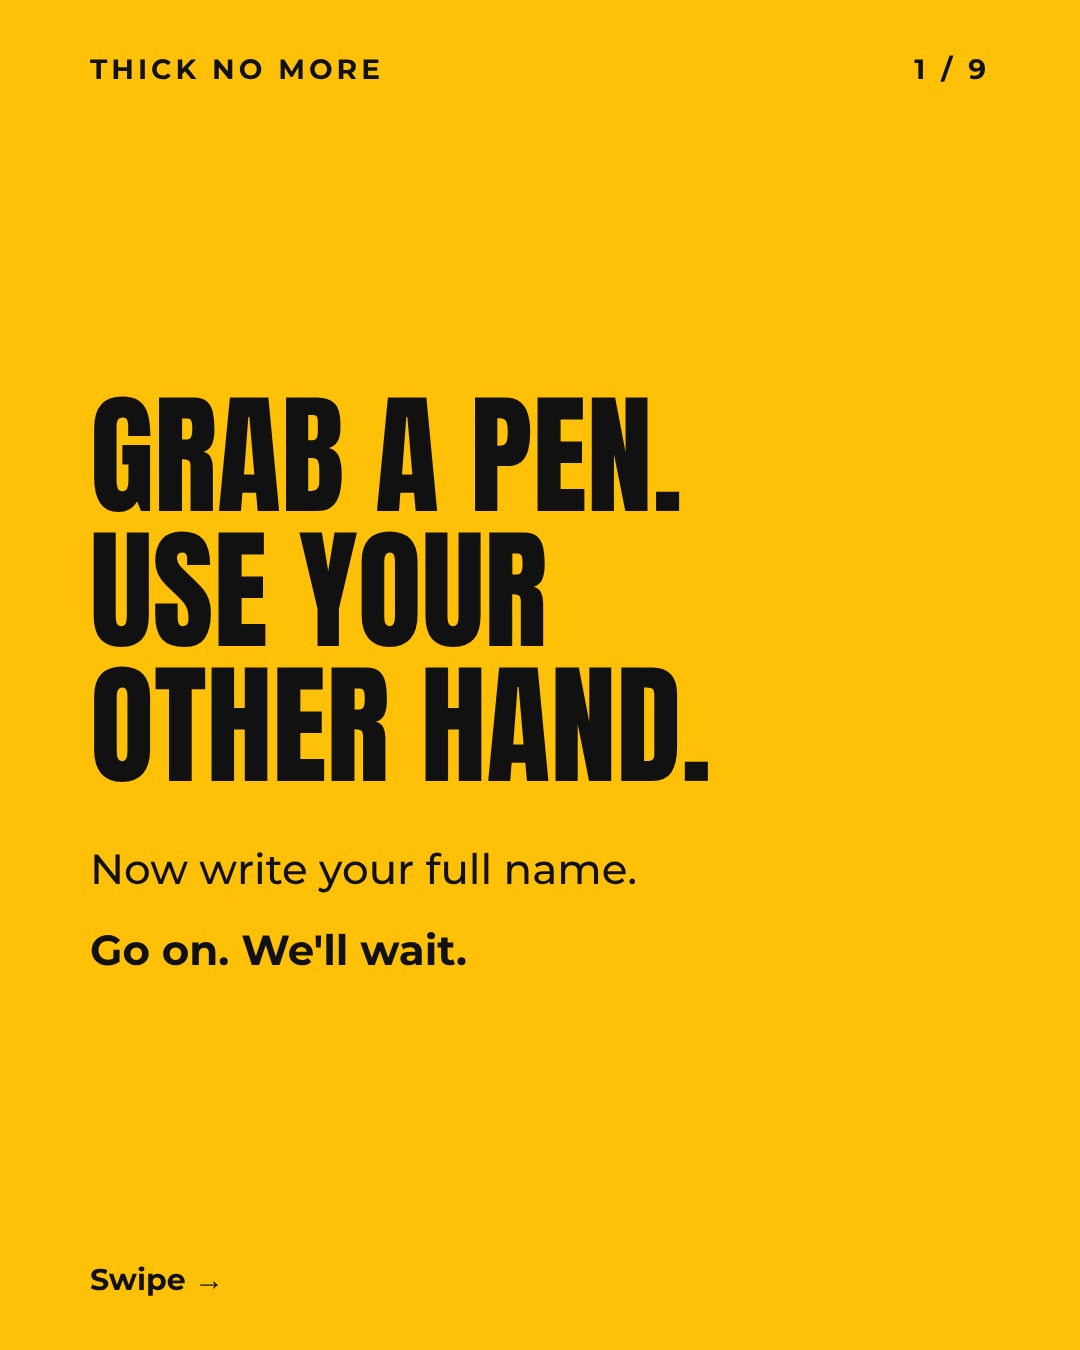 THICK NO MORE
1 / 9
GRAB A PEN.
USE YOUR
OTHER HAND.
Now write your full name.
Go on. We'll wait.
Swipe →